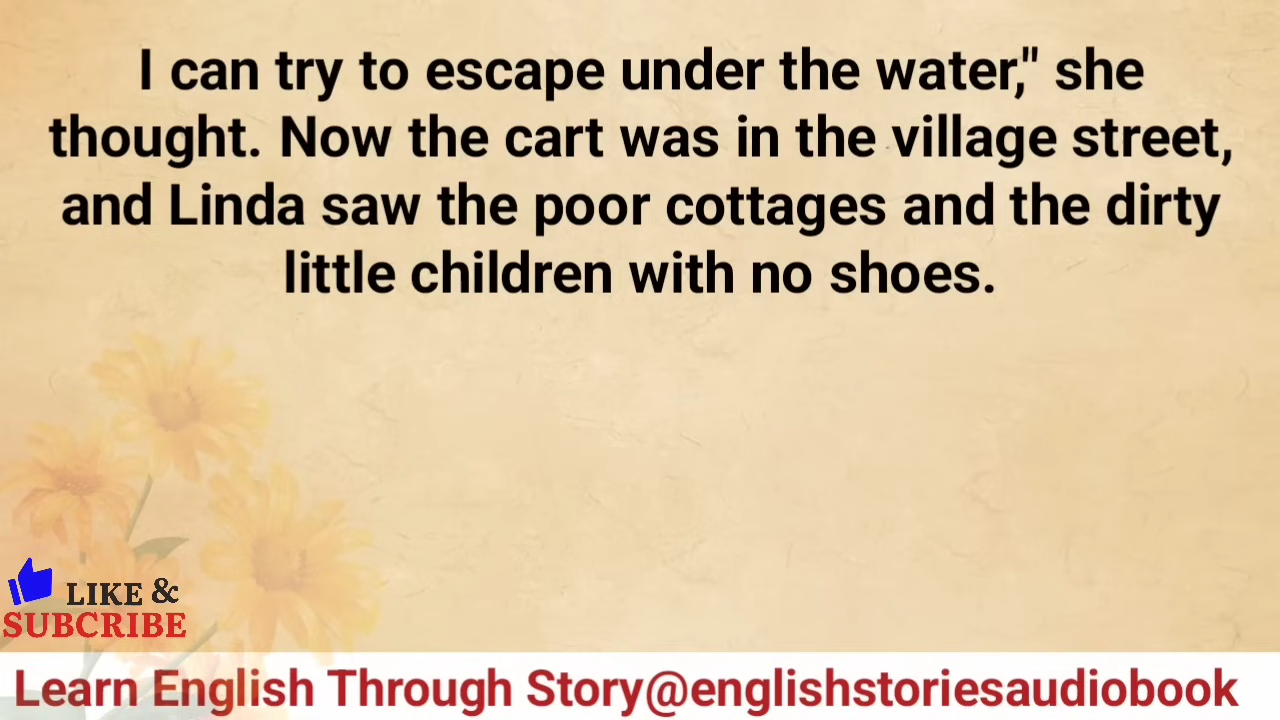 I can try to escape under the water," she
thought. Now the cart was in the village street,
and Linda saw the poor cottages and the dirty
little children with no shoes.
LIKE &
SUBCRIBE
Learn English Through Story@englishstoriesaudiobook